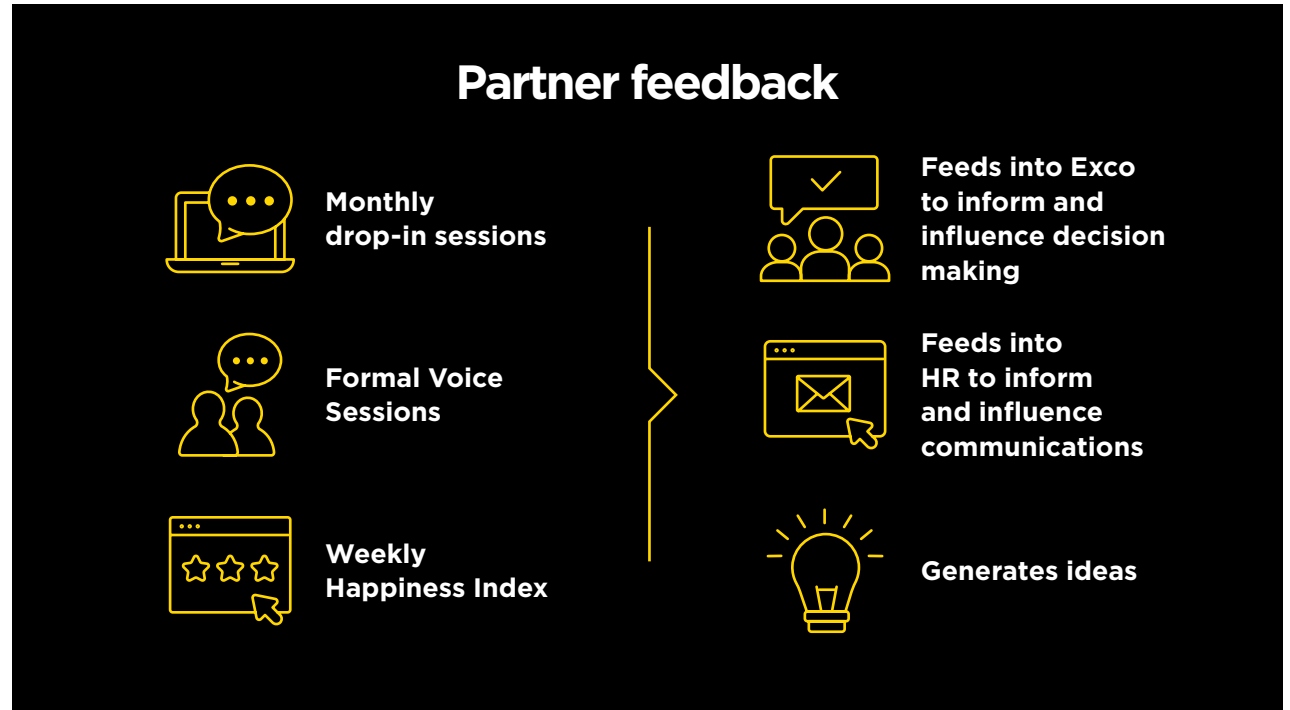 Partner feedback
Monthly
drop-in sessions
Formal Voice
Sessions
Weekly
Happiness Index
Feeds into Exco
to inform and
influence decision
making
Feeds into
HR to inform
and influence
communications
Generates ideas